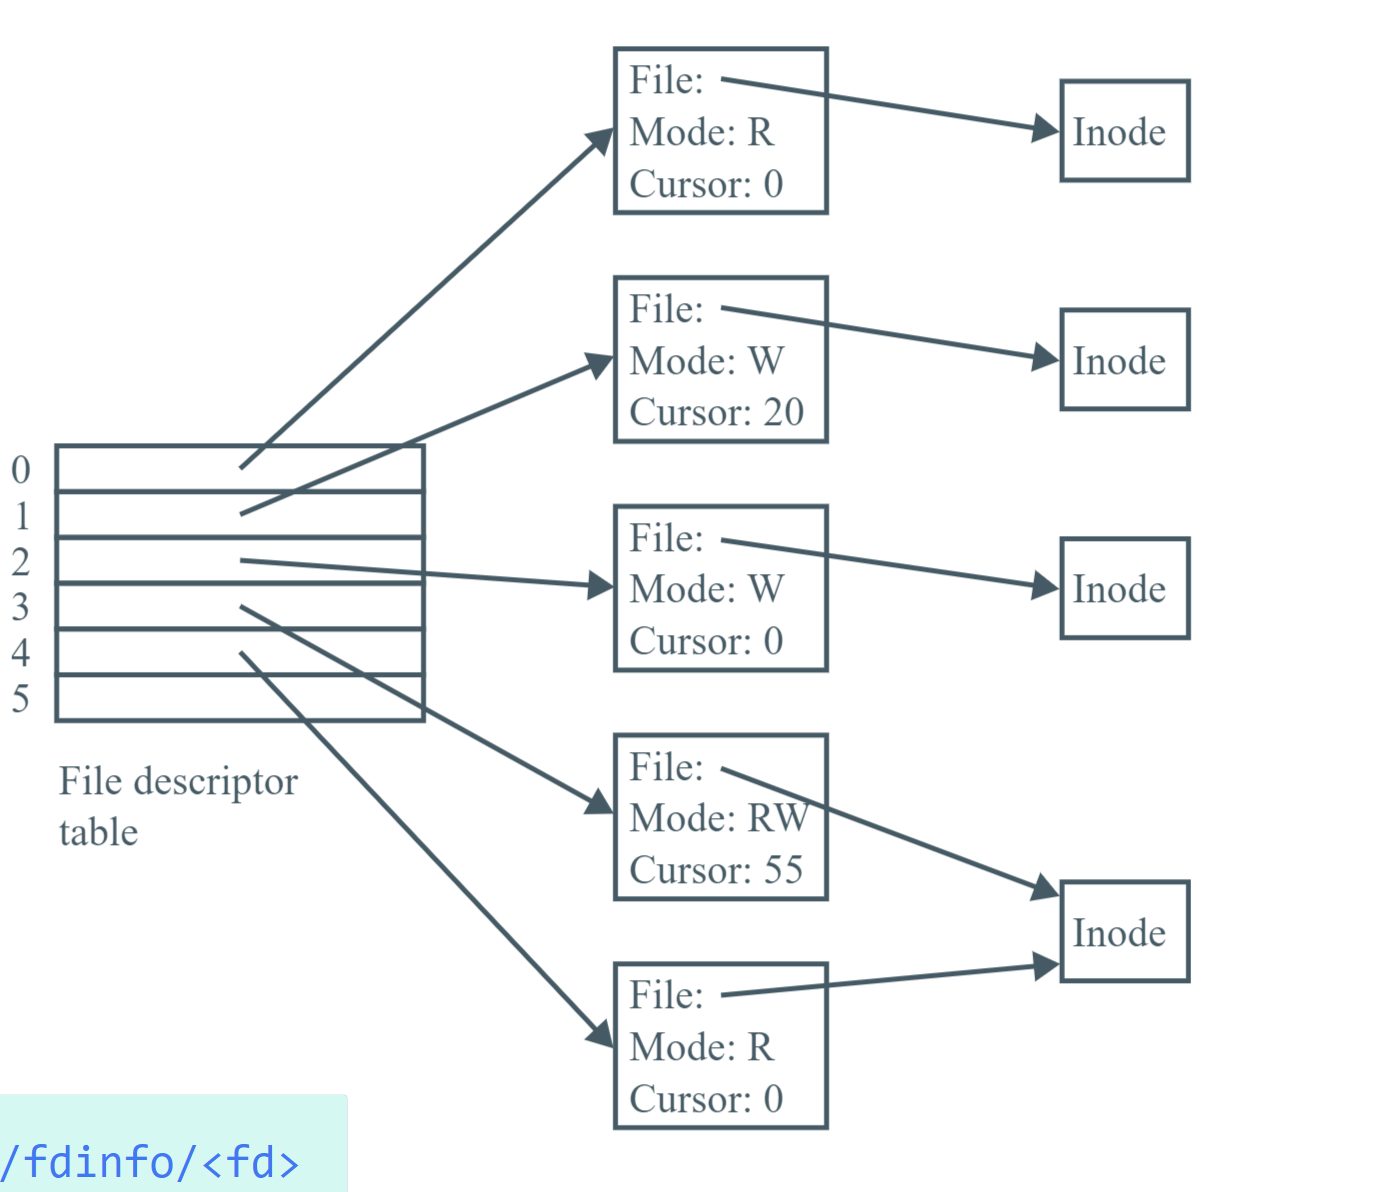 File:
Mode: R
Cursor: 0
Inode
File:
Mode: W
Cursor: 20
Inode
0
1
2
3
4
5
File descriptor
table
File:
Mode: W
Cursor: 0
Inode
File:
Mode: RW
Cursor: 55
Inode
File:
Mode: R
Cursor: 0
/fdinfo/<fd>